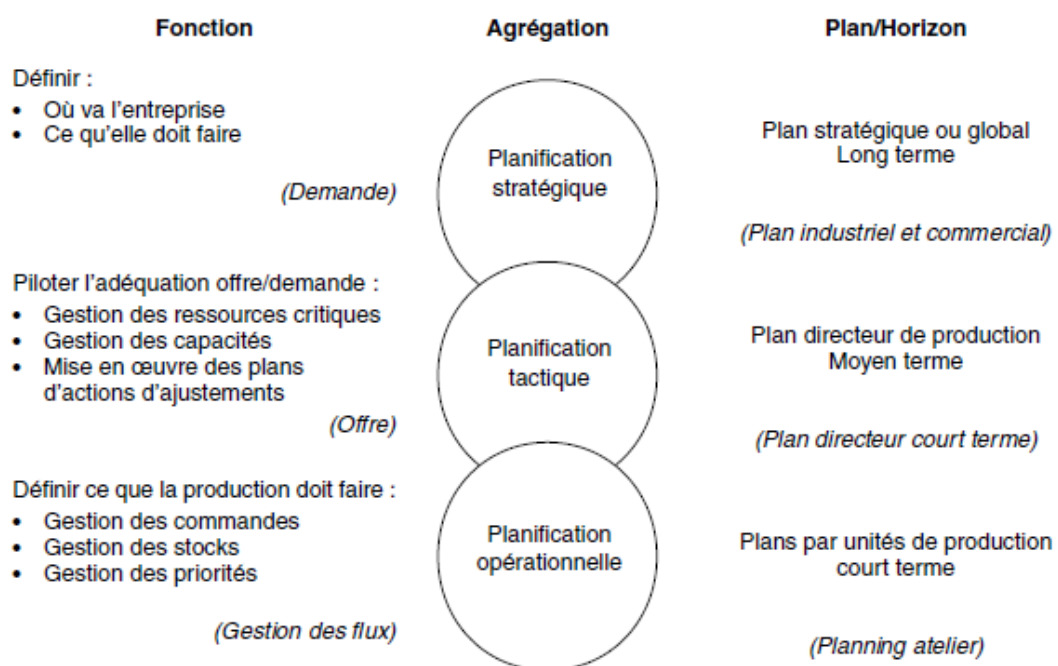 Fonction Agrégation Plan/Horizon
Définir :
• Où va l'entreprise
• Ce qu'elle doit faire
(Demande)
Planification
stratégique
Plan stratégique ou global
Long terme
(Plan industriel et commercial)
Piloter l'adéquation offre/demande :
• Gestion des ressources critiques
• Gestion des capacités
• Mise en œuvre des plans
d'actions d'ajustements
(Offre)
Planification
tactique
Plan directeur de production
Moyen terme
(Plan directeur court terme)
Définir ce que la production doit faire :
• Gestion des commandes
• Gestion des stocks
• Gestion des priorités
(Gestion des flux)
Planification
opérationnelle
Plans par unités de production
court terme
(Planning atelier)